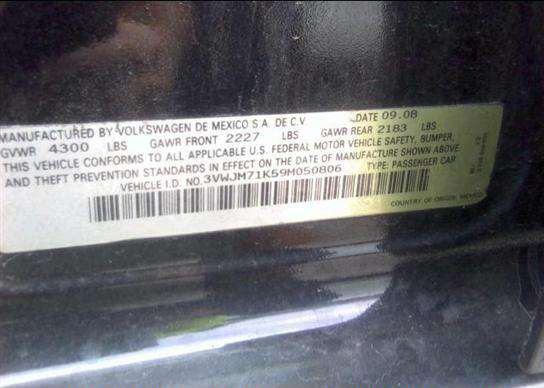 MANUFACTURED BY VOLKSWAGEN DE MEXICO S.A. DE C.V DATE 09.08
GVWR 4300 LBS GAWR FRONT 2227 LBS GAWR REAR 2183 LBS
THIS VEHICLE CONFORMS TO ALL APPLICABLE U.S. FEDERAL MOTOR VEHICLE SAFETY, BUMPER,
AND THEFT PREVENTION STANDARDS IN EFFECT ON THE DATE OF MANUFACTURE SHOWN ABOVE.
VEHICLE I.D. NO. 3VWJM71K59M050806 TYPE: PASSENGER CAR
COUNTRY OF ORIGIN: MEXICO